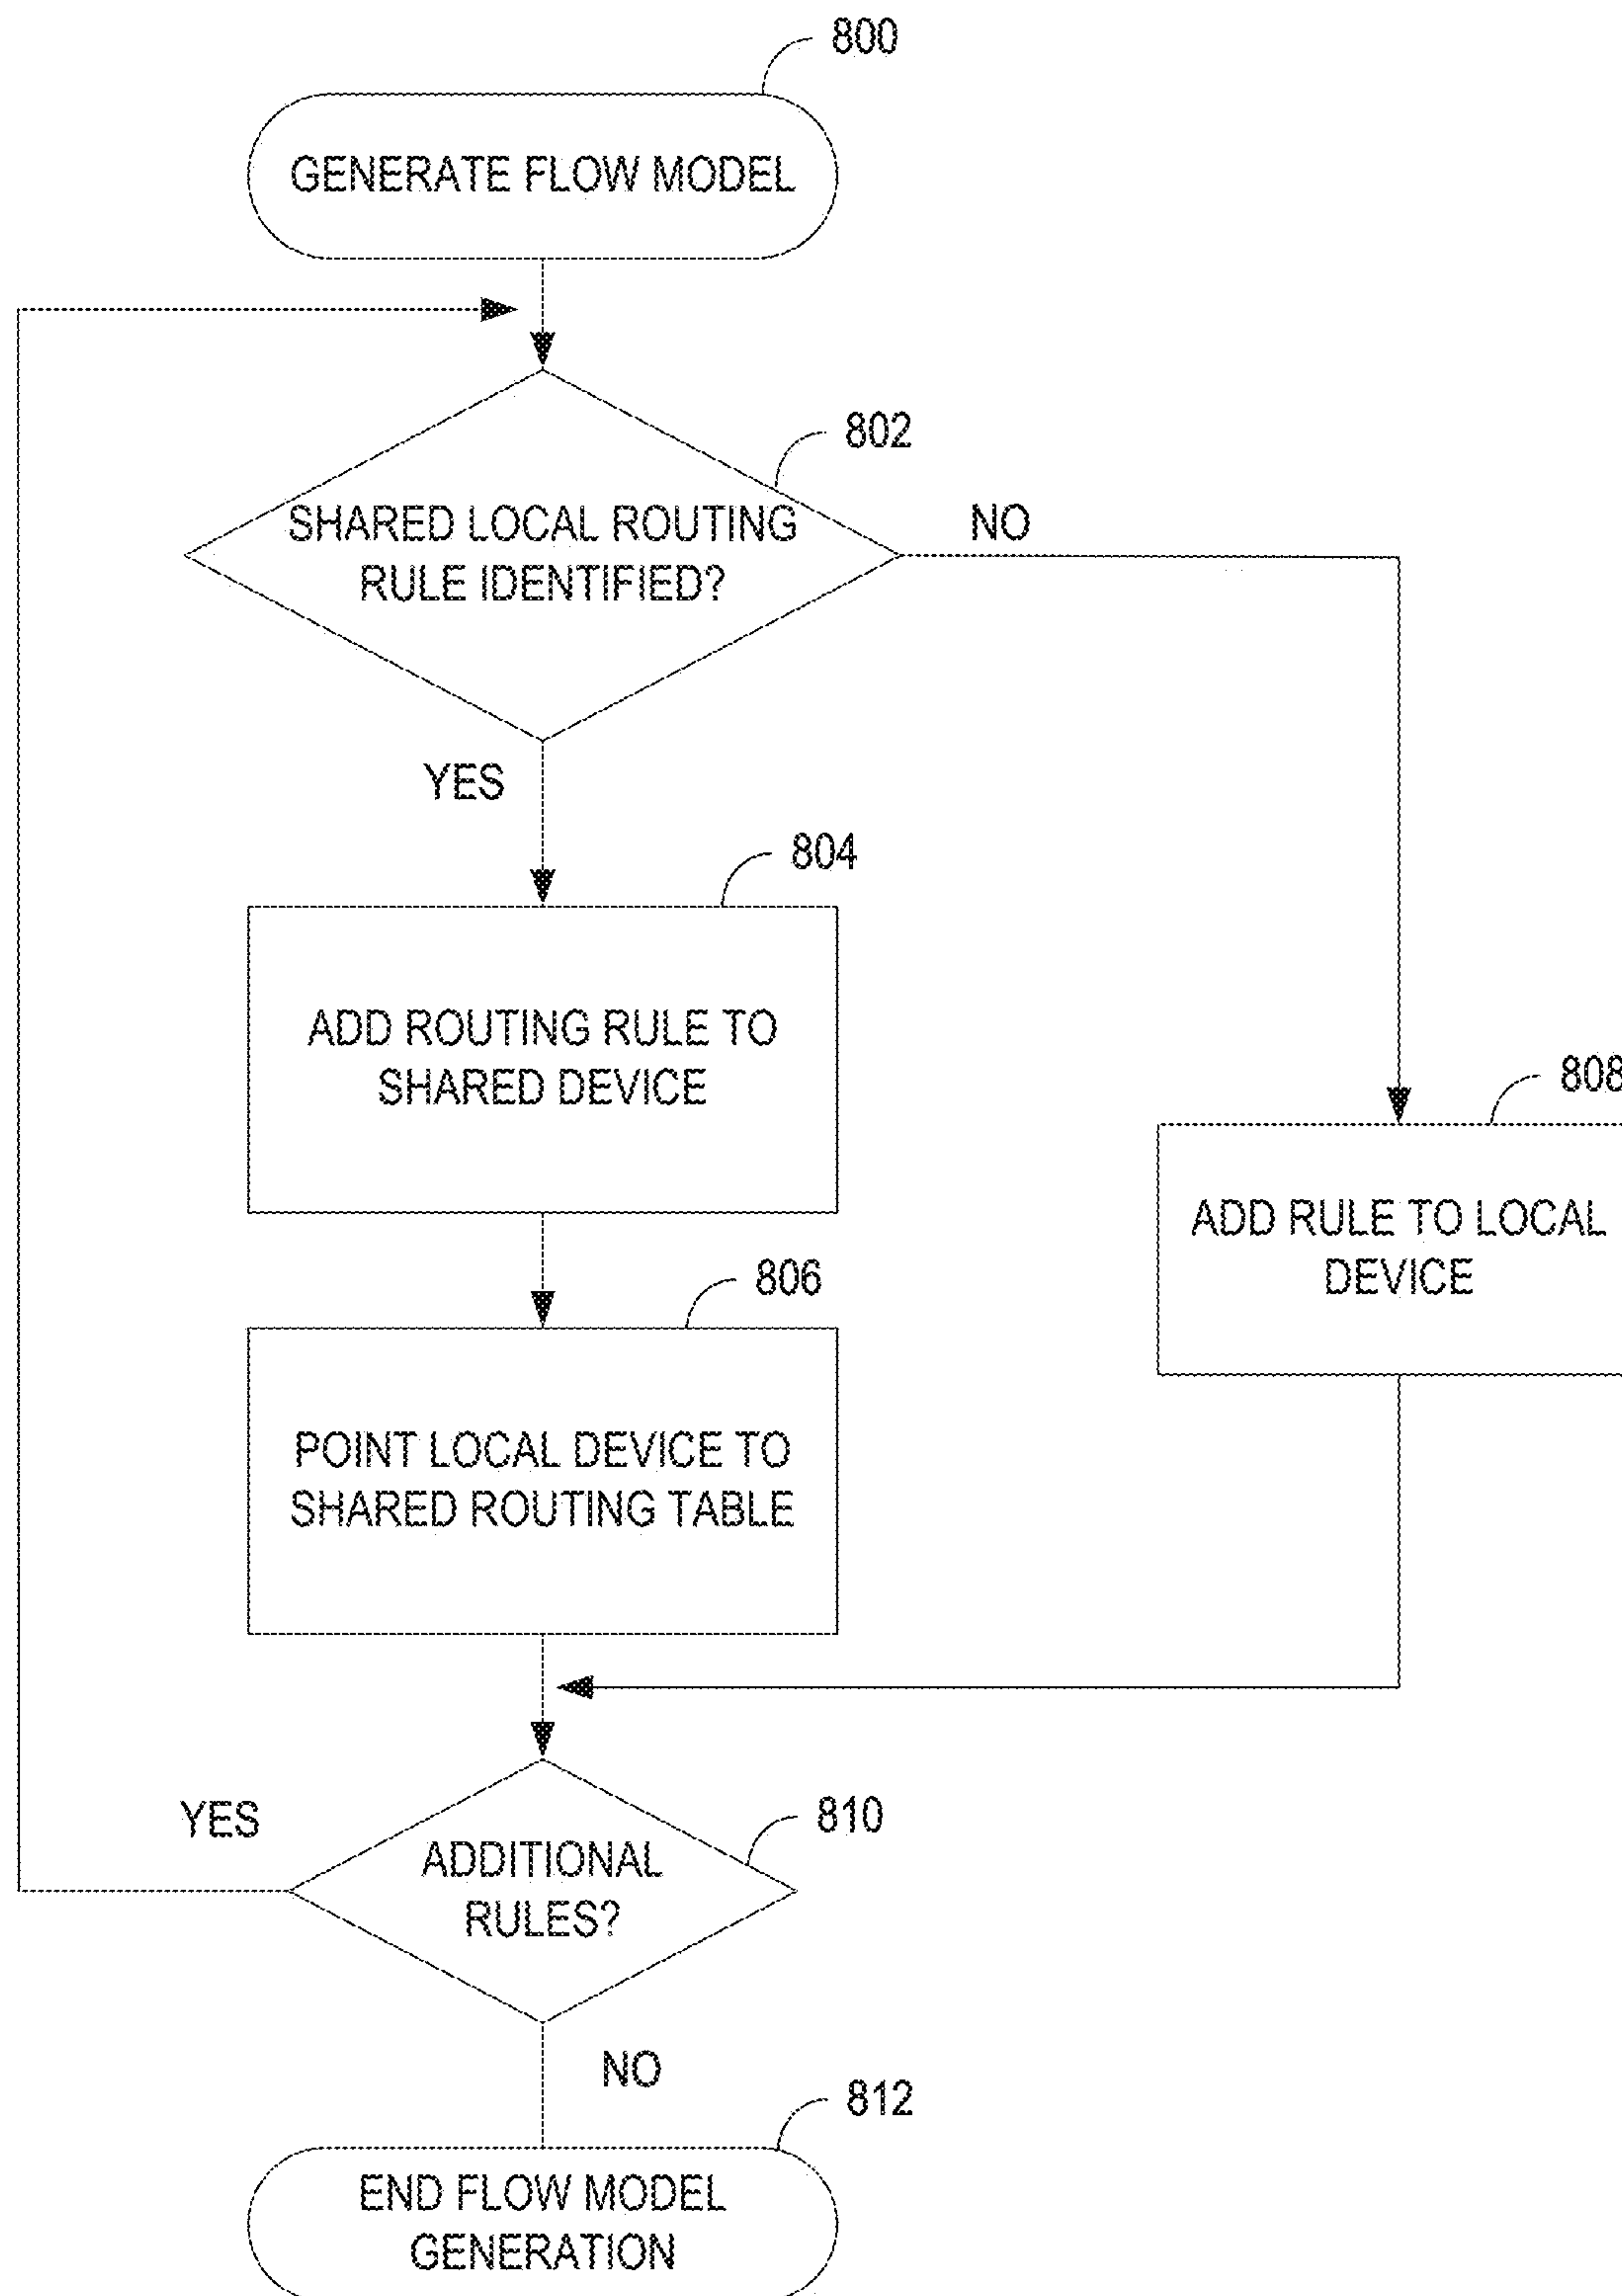 800
GENERATE FLOW MODEL
802
SHARED LOCAL ROUTING
RULE IDENTIFIED?
NO
YES
804
ADD ROUTING RULE TO
SHARED DEVICE
808
ADD RULE TO LOCAL
DEVICE
806
POINT LOCAL DEVICE TO
SHARED ROUTING TABLE
YES
810
ADDITIONAL
RULES?
NO
812
END FLOW MODEL
GENERATION